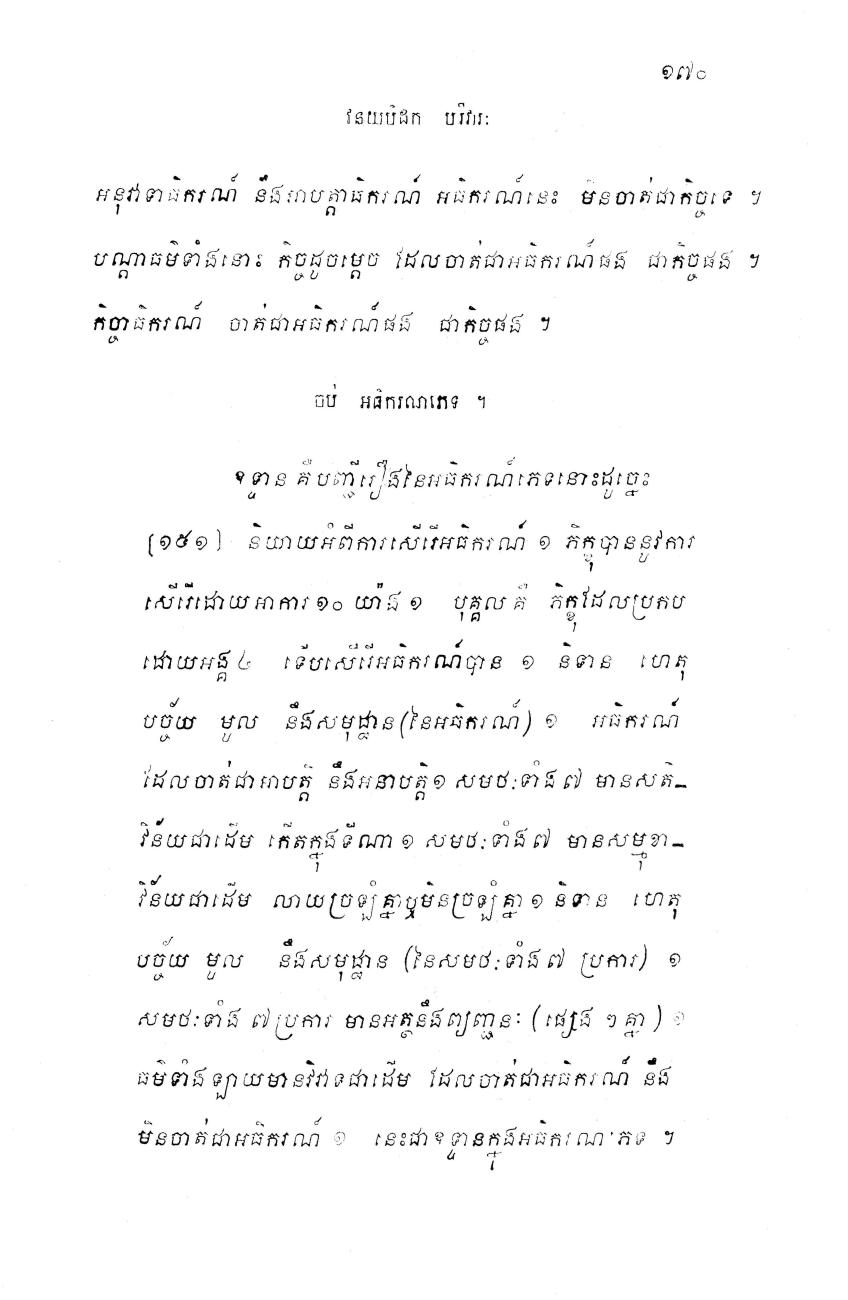 ១៧០
វិនយបិដក បរិវារៈ
អនុវាទាធិករណ៍ នឹងអាបត្តាធិករណ៍ អធិករណ៍នេះ មិនចាត់ជាកិច្ចទេ ។
បណ្តាធម៌ទាំងនោះ កិច្ចដូចម្តេច ដែលចាត់ជាអធិករណ៍ផង ជាកិច្ចផង ។
កិច្ចាធិករណ៍ ចាត់ជាអធិករណ៍ផង ជាកិច្ចផង ។
ចប់ អធិករណភេទ ។
ឧទ្ទាន គឺបញ្ជីរឿងនៃអធិករណ៍ភេទនោះដូច្នេះ
(១៥១) និយាយអំពីការសើរើអធិករណ៍ ១ ភិក្ខុបាននូវការ
សើរើដោយអាការ ១០ យ៉ាង ១ បុគ្គល គឺ ភិក្ខុដែលប្រកប
ដោយអង្គ ៤ ទើបសើរើអធិករណ៍បាន ១ និទាន ហេតុ
បច្ច័យ មូល នឹងសមុដ្ឋាន (នៃអធិករណ៍) ១ អធិករណ៍
ដែលចាត់ជាអាបត្តិ នឹងអនាបត្តិ ១ សមថៈទាំង ៧ មានសតិ-
វិន័យជាដើម កើតក្នុងទីណា ១ សមថៈទាំង ៧ មានសម្មុខា-
វិន័យជាដើម លាយច្រឡំគ្នាឬមិនច្រឡំគ្នា ១ និទាន ហេតុ
បច្ច័យ មូល នឹងសមុដ្ឋាន (នៃសមថៈទាំង ៧ ប្រការ) ១
សមថៈទាំង ៧ ប្រការ មានអត្ថនឹងព្យញ្ជនៈ (ផ្សេង ៗ គ្នា) ១
ធម៌ទាំងឡាយមានវិវាទជាដើម ដែលចាត់ជាអធិករណ៍ នឹង
មិនចាត់ជាអធិករណ៍ ១ នេះជាឧទ្ទានក្នុងអធិករណភេទ ។